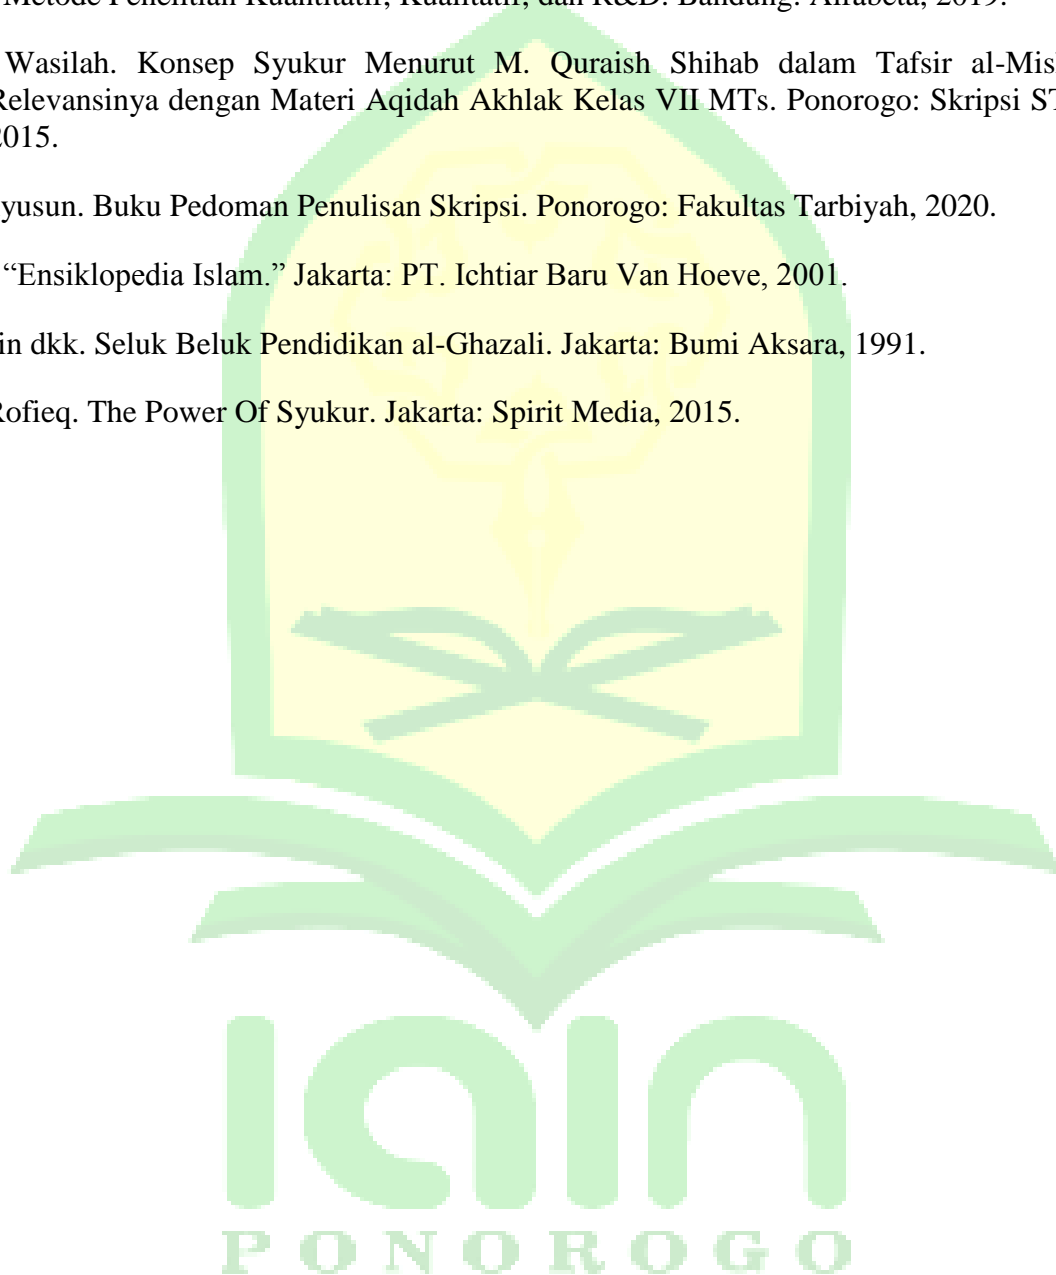 Metode Penelitian Kuantitatif, Kualitatif, dan R&D. Bandung: Alfabeta, 2019.
Wasilah. Konsep Syukur Menurut M. Quraish Shihab dalam Tafsir al-Mis
Relevansinya dengan Materi Aqidah Akhlak Kelas VII MTs. Ponorogo: Skripsi ST
2015.
yusun. Buku Pedoman Penulisan Skripsi. Ponorogo: Fakultas Tarbiyah, 2020.
“Ensiklopedia Islam.” Jakarta: PT. Ichtiar Baru Van Hoeve, 2001.
in dkk. Seluk Beluk Pendidikan al-Ghazali. Jakarta: Bumi Aksara, 1991.
Rofieq. The Power Of Syukur. Jakarta: Spirit Media, 2015.
iain
PONOROGO